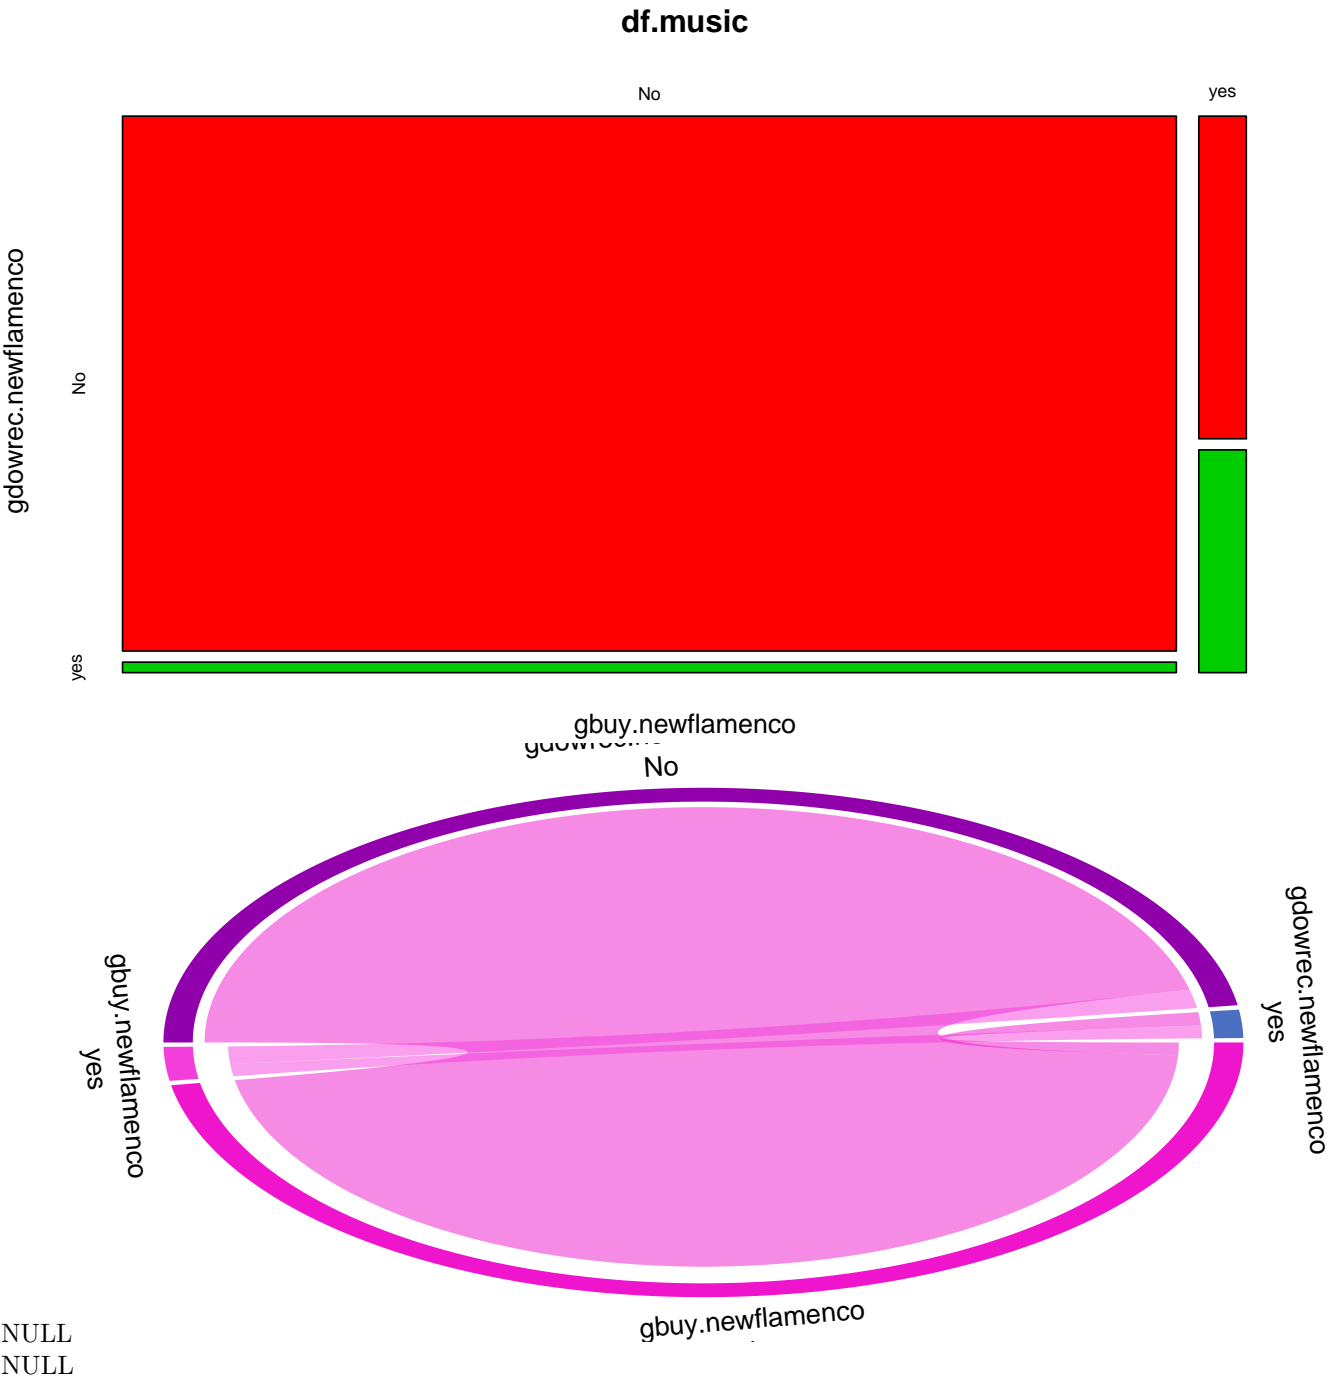 df.music
No yes
gdowrec.newflamenco
No
yes
gbuy.newflamenco
No
gdowrec.newflamenco
yes
gbuy.newflamenco
yes
gbuy.newflamenco
NULL
NULL